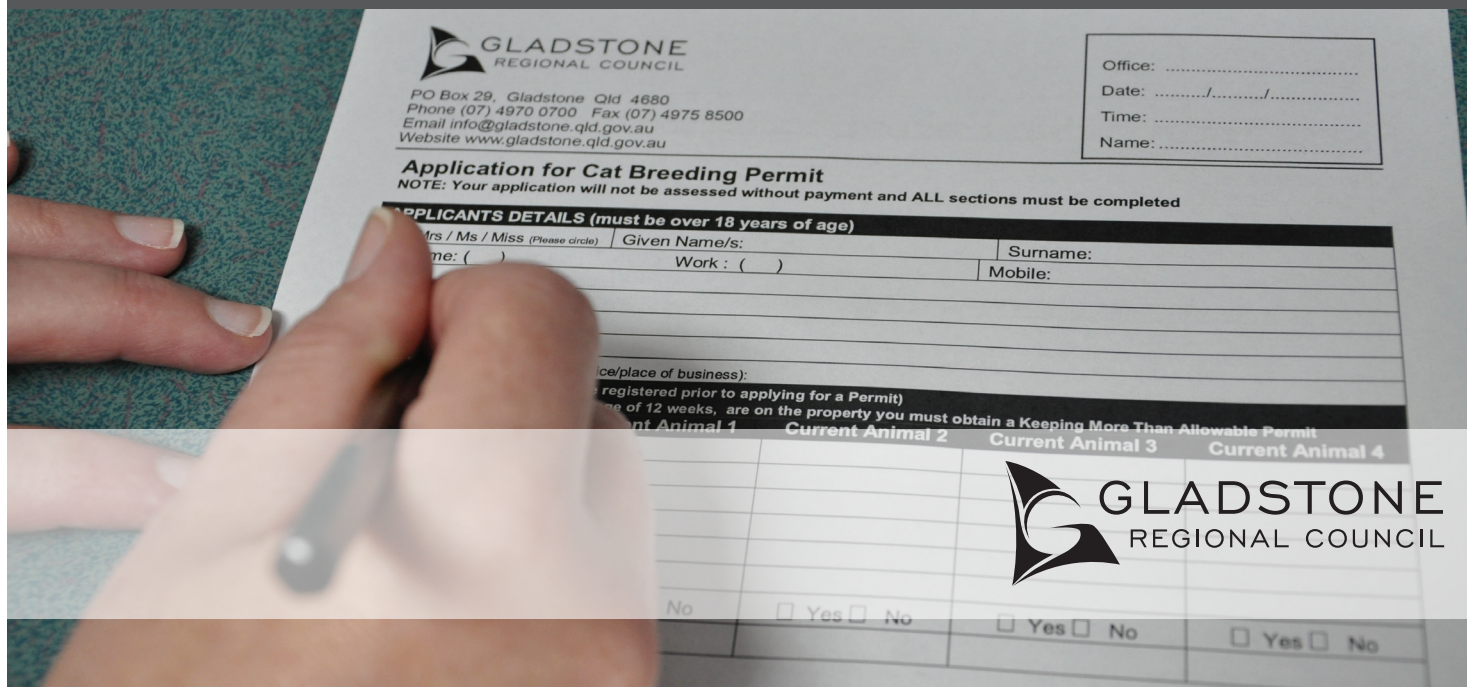 GLADSTONE
REGIONAL COUNCIL
PO Box 29, Gladstone Qld 4680
Phone (07) 4970 0700 Fax (07) 4975 8500
Email info@gladstone.qld.gov.au
Website www.gladstone.qld.gov.au
Office: ........................................
Date: ........./........./....................
Time: ........................................
Name: ........................................
Application for Cat Breeding Permit
NOTE: Your application will not be assessed without payment and ALL sections must be completed
APPLICANTS DETAILS (must be over 18 years of age)
Mrs / Ms / Miss (Please circle) Given Name/s: Surname:
( ) Work : ( ) Mobile:
of business):
registered prior to applying for a Permit)
of 12 weeks, are on the property you must obtain a Keeping More Than Allowable Permit
Animal 1 Current Animal 2 Current Animal 3 Current Animal 4
GLADSTONE
REGIONAL COUNCIL
No ☐ Yes ☐ No ☐ Yes ☐ No ☐ Yes ☐ No